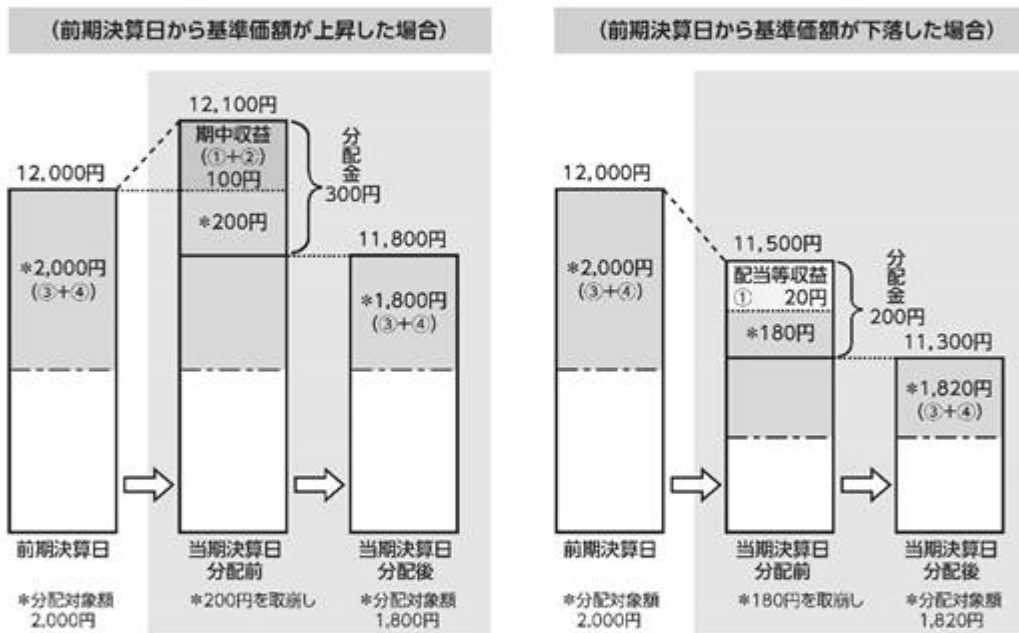 (前期決算日から基準価額が上昇した場合)
12,100円
期中収益
(①+②)
100円
*200円
分配金
300円
12,000円
*2,000円
(③+④)
11,800円
*1,800円
(③+④)
前期決算日
当期決算日
分配前
当期決算日
分配後
*分配対象額
2,000円
*200円を取崩し
*分配対象額
1,800円
(前期決算日から基準価額が下落した場合)
12,000円
*2,000円
(③+④)
11,500円
配当等収益
① 20円
*180円
分配金
200円
11,300円
*1,820円
(③+④)
前期決算日
当期決算日
分配前
当期決算日
分配後
*分配対象額
2,000円
*180円を取崩し
*分配対象額
1,820円